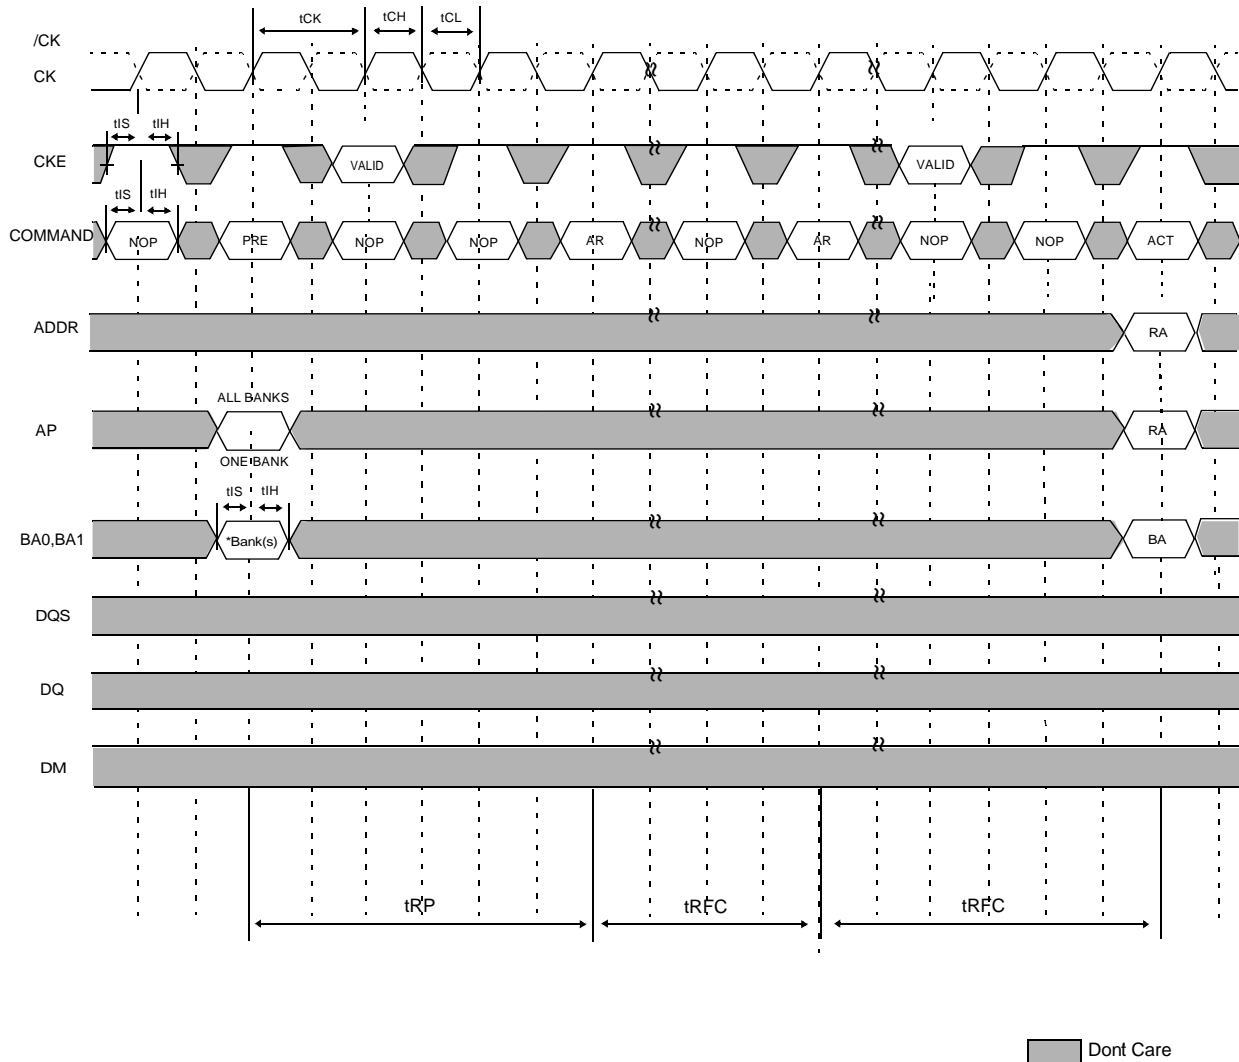 tCK tCH tCL
/CK
CK
tIS tIH
CKE VALID VALID
tIS tIH
COMMAND NOP PRE NOP NOP AR NOP AR NOP NOP ACT
ADDR RA
ALL BANKS
AP RA
ONE BANK
tIS tIH
BA0,BA1 *Bank(s) BA
DQS
DQ
DM
tRP tRFC tRFC
Dont Care